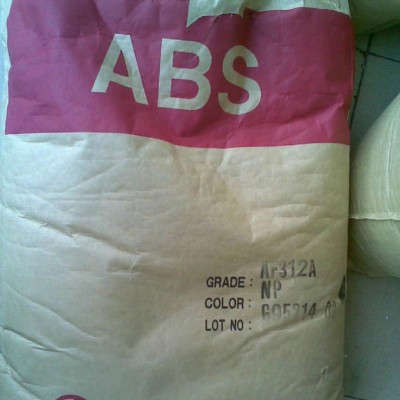 ABS
GRADE : AF312A
COLOR : NP
LOT NO :